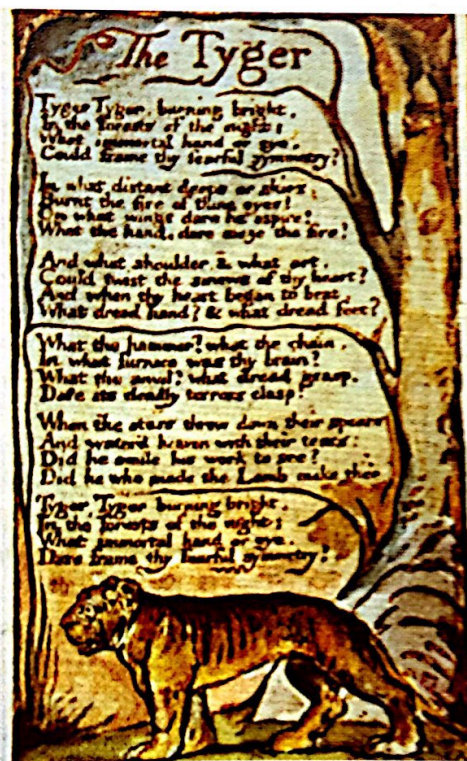 The Tyger
Tyger Tyger, burning bright,
In the forests of the night;
What immortal hand or eye,
Could frame thy fearful symmetry?
In what distant deeps or skies,
Burnt the fire of thine eyes?
On what wings dare he aspire?
What the hand, dare sieze the fire?
And what shoulder, & what art,
Could twist the sinews of thy heart?
And when thy heart began to beat,
What dread hand? & what dread feet?
What the hammer? what the chain,
In what furnace was thy brain?
What the anvil? what dread grasp,
Dare its deadly terrors clasp!
When the stars threw down their spears
And water'd heaven with their tears:
Did he smile his work to see?
Did he who made the Lamb make thee?
Tyger, Tyger burning bright,
In the forests of the night:
What immortal hand or eye,
Dare frame thy fearful symmetry?